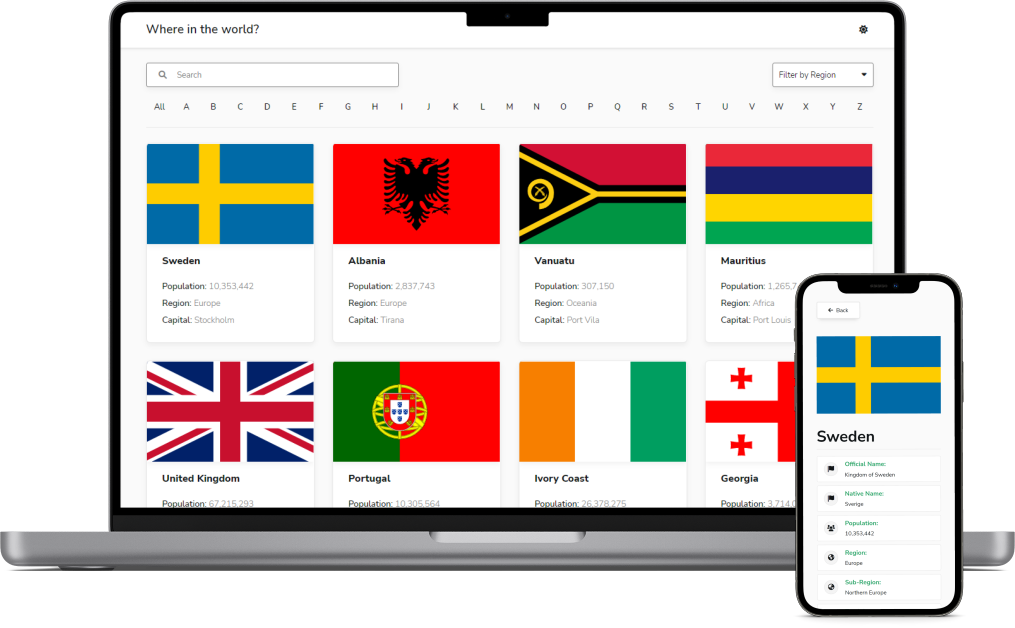 Where in the world?
Search
Filter by Region
All A B C D E F G H I J K L M N O P Q R S T U V W X Y Z
Sweden
Population: 10,353,442
Region: Europe
Capital: Stockholm
Albania
Population: 2,837,743
Region: Europe
Capital: Tirana
Vanuatu
Population: 307,150
Region: Oceania
Capital: Port Vila
Mauritius
Population: 1,265,7
Region: Africa
Capital: Port Louis
United Kingdom
Population: 67,215,293
Portugal
Population: 10,305,564
Ivory Coast
Population: 26,378,275
Georgia
Population: 3,714,0
Back
Sweden
Official Name:
Kingdom of Sweden
Native Name:
Sverige
Population:
10,353,442
Region:
Europe
Sub-Region:
Northern Europe